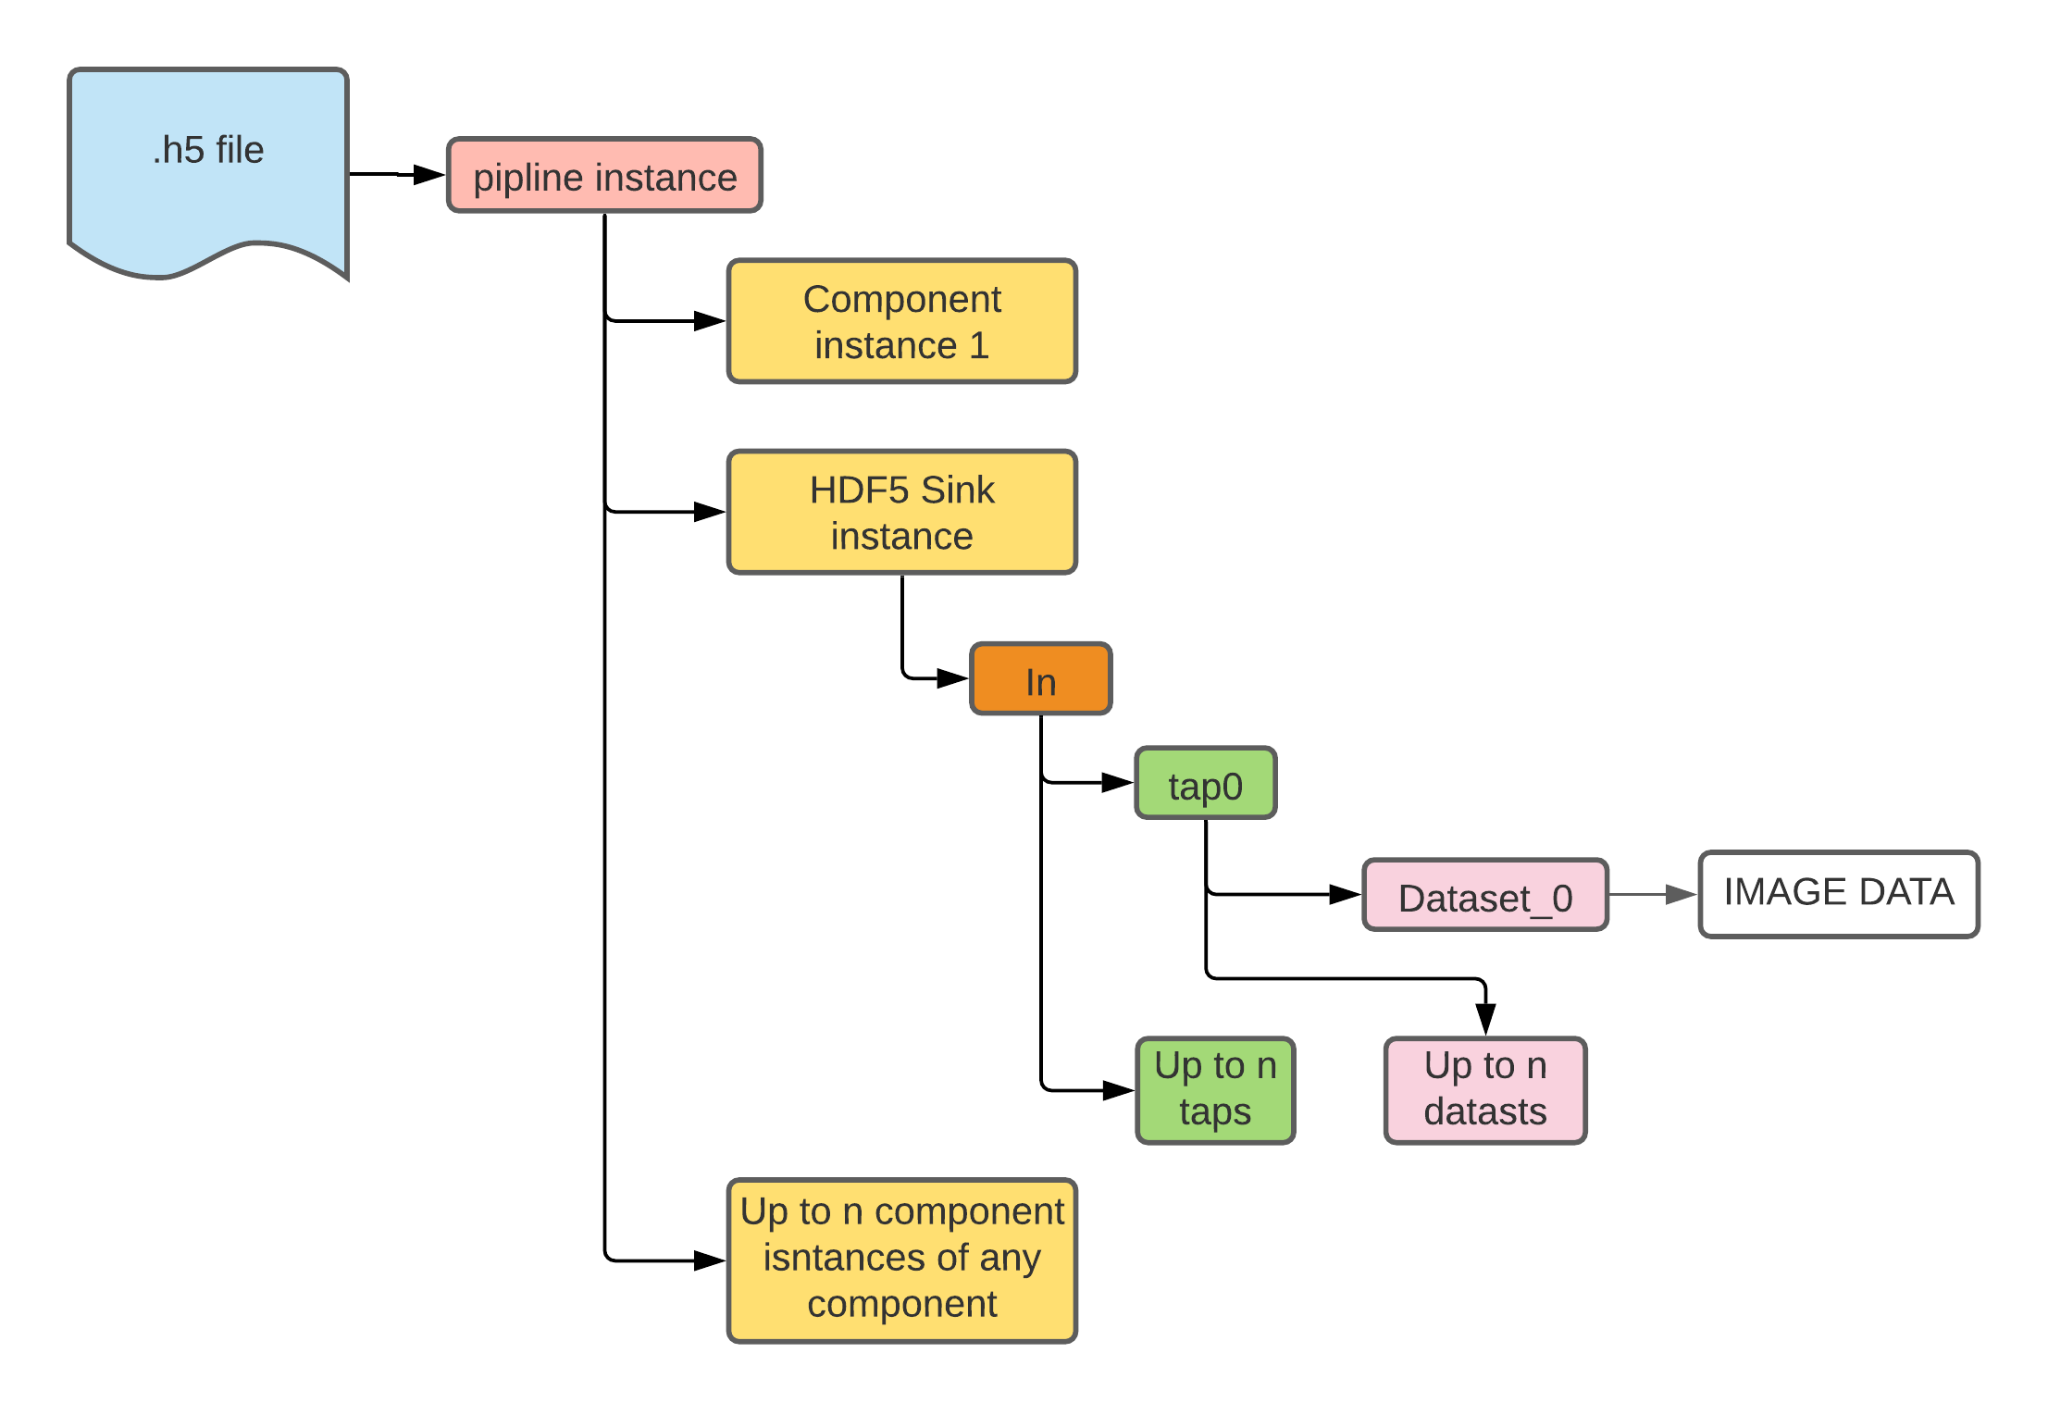 .h5 file
pipline instance
Component
instance 1
HDF5 Sink
instance
In
tap0
Dataset_0
IMAGE DATA
Up to n
taps
Up to n
datasts
Up to n component
isntances of any
component